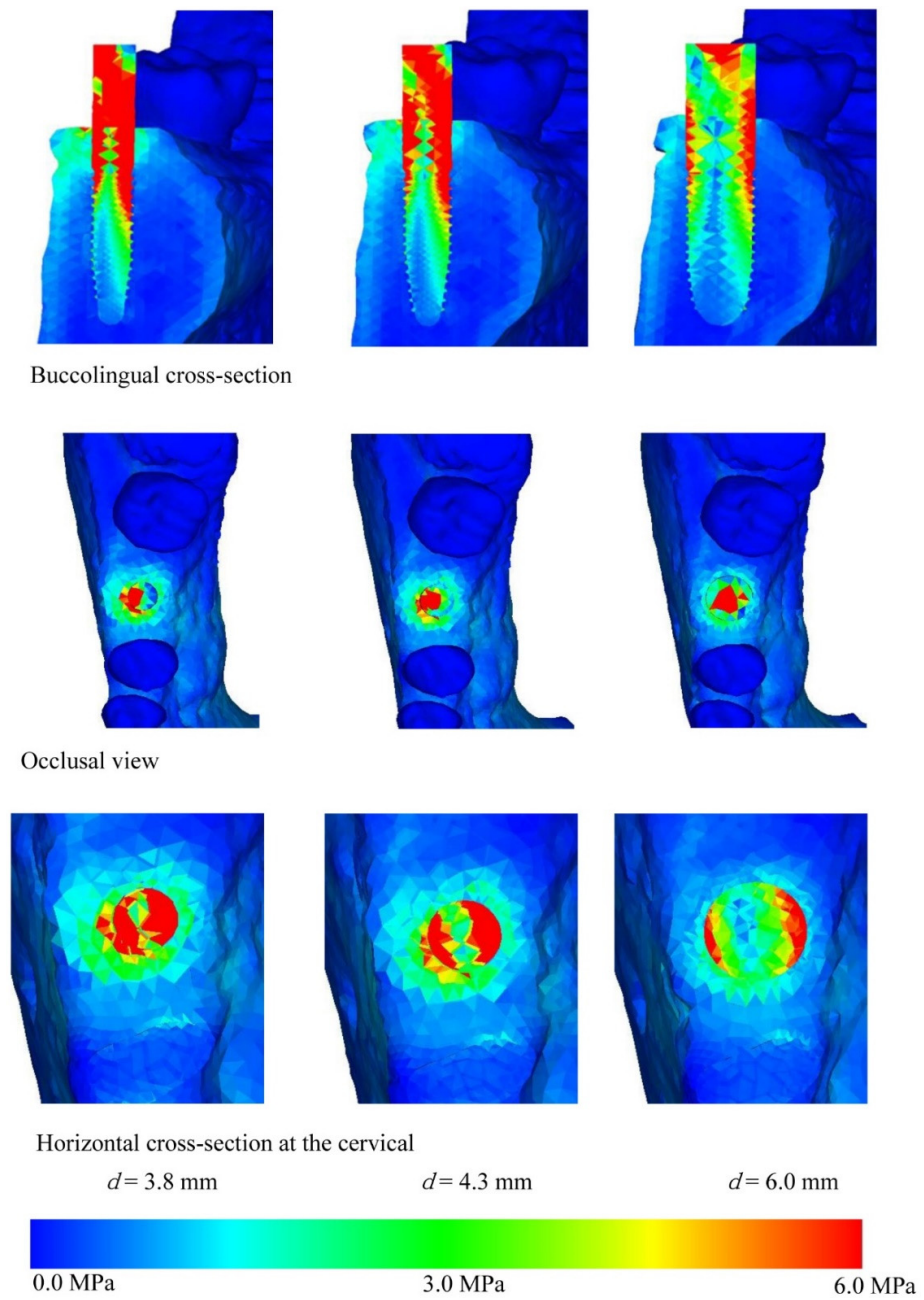 Buccolingual cross-section
Occlusal view
Horizontal cross-section at the cervical
d= 3.8 mm d= 4.3 mm d= 6.0 mm
0.0 MPa 3.0 MPa 6.0 MPa